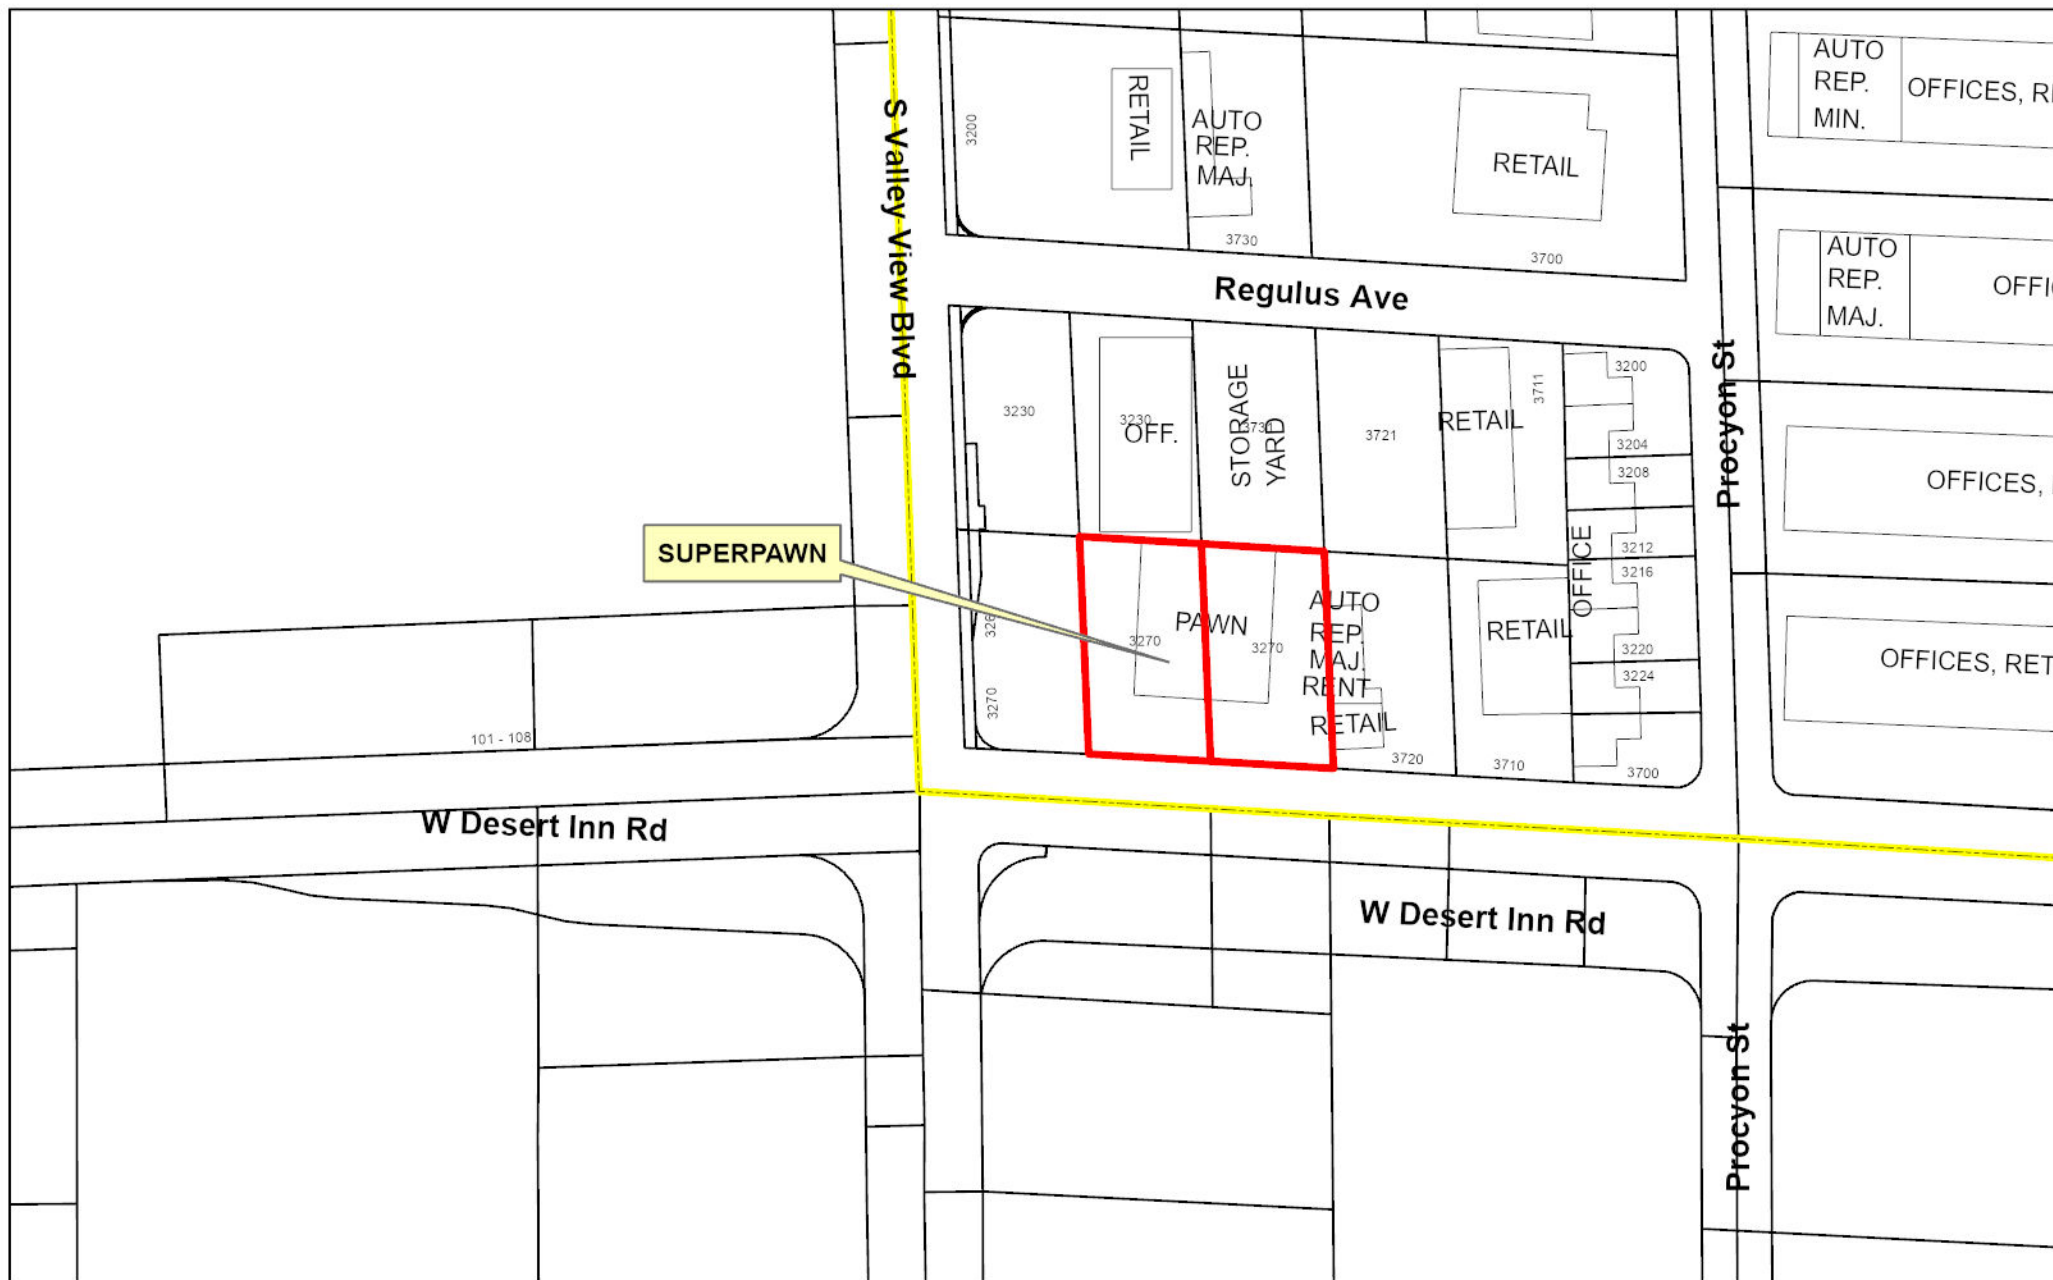 AUTO
REP.
MIN.
OFFICES, R
RETAIL
AUTO
REP.
MAJ.
3200
RETAIL
3730
3700
S Valley View Blvd
Regulus Ave
AUTO
REP.
MAJ.
OFFI
Procyon St
3230
3230
OFF.
STORAGE
YARD
3731
3721
RETAIL
3711
3200
3204
3208
OFFICES,
SUPERPAWN
OFFICE
3212
3216
3220
3224
3270
3270
PAWN
3270
AUTO
REP.
MAJ.
RENT
RETAIL
RETAIL
OFFICES, RET
3720
3710
3700
101 - 108
W Desert Inn Rd
W Desert Inn Rd
Procyon St